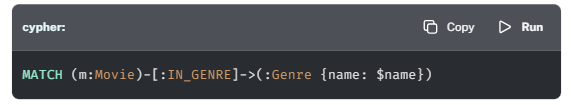 cypher: Copy Run
MATCH (m:Movie)-[:IN_GENRE]->(:Genre {name: $name})